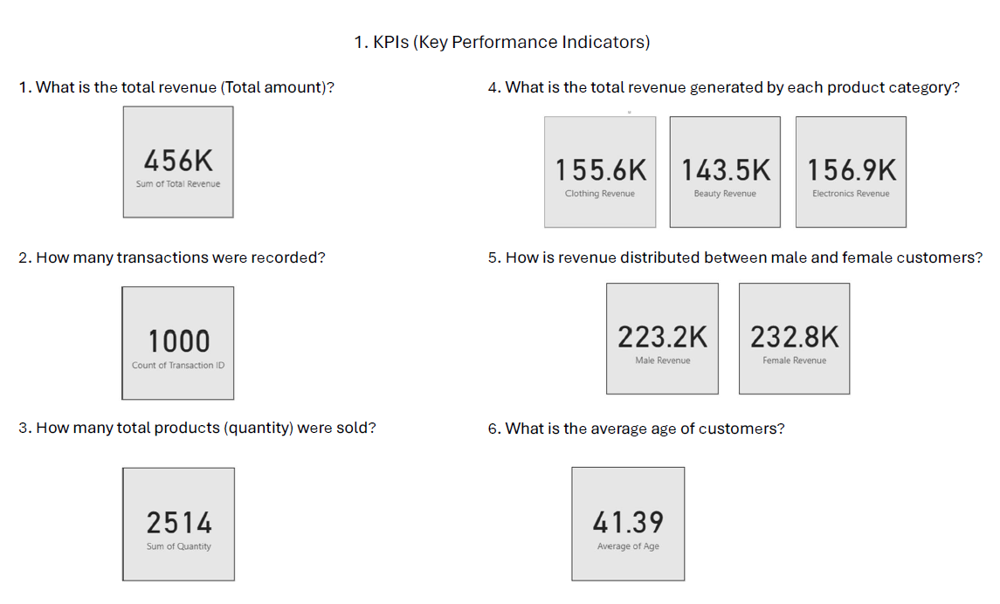 1. KPIs (Key Performance Indicators)
1. What is the total revenue (Total amount)?
456K
Sum of Total Revenue
2. How many transactions were recorded?
1000
Count of Transaction ID
3. How many total products (quantity) were sold?
2514
Sum of Quantity
4. What is the total revenue generated by each product category?
155.6K
Clothing Revenue
143.5K
Beauty Revenue
156.9K
Electronics Revenue
5. How is revenue distributed between male and female customers?
223.2K
Male Revenue
232.8K
Female Revenue
6. What is the average age of customers?
41.39
Average of Age